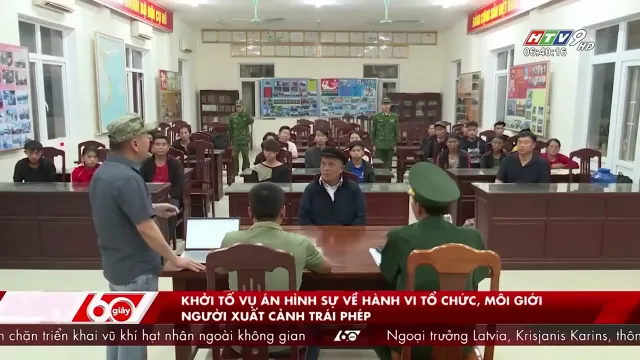 HTV9 HD
06:40:16
60 giây
KHỞI TỐ VỤ ÁN HÌNH SỰ VỀ HÀNH VI TỔ CHỨC, MÔI GIỚI
NGƯỜI XUẤT CẢNH TRÁI PHÉP
chặn triển khai vũ khí hạt nhân ngoài không gian Ngoại trưởng Latvia, Krisjanis Karins,